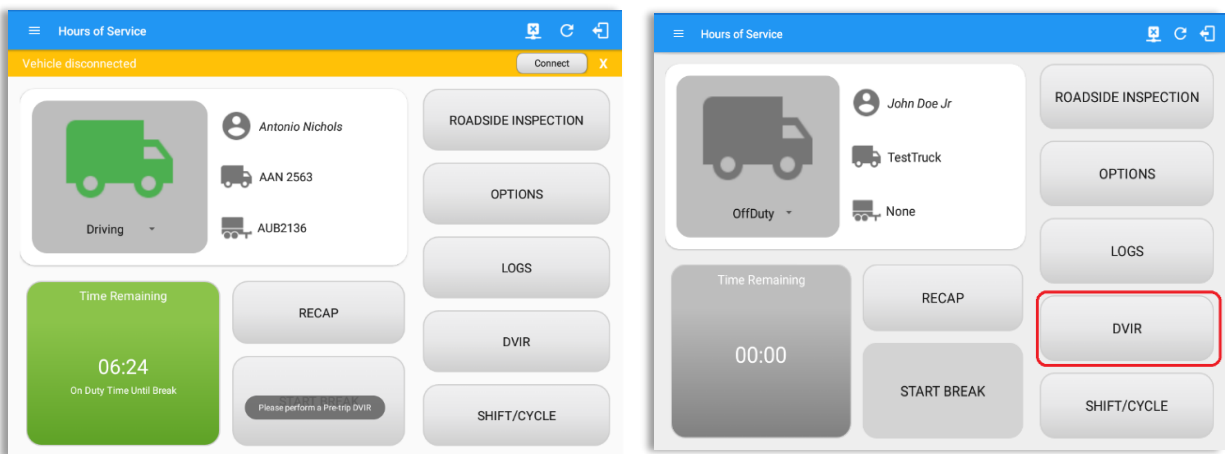 Hours of Service
Vehicle disconnected
Connect
X
Antonio Nichols
AAN 2563
AUB2136
Driving
ROADSIDE INSPECTION
OPTIONS
LOGS
DVIR
SHIFT/CYCLE
Time Remaining
06:24
On Duty Time Until Break
RECAP
START BREAK
Please perform a Pre-trip DVIR
Hours of Service
John Doe Jr
TestTruck
None
OffDuty
ROADSIDE INSPECTION
OPTIONS
LOGS
DVIR
SHIFT/CYCLE
Time Remaining
00:00
RECAP
START BREAK